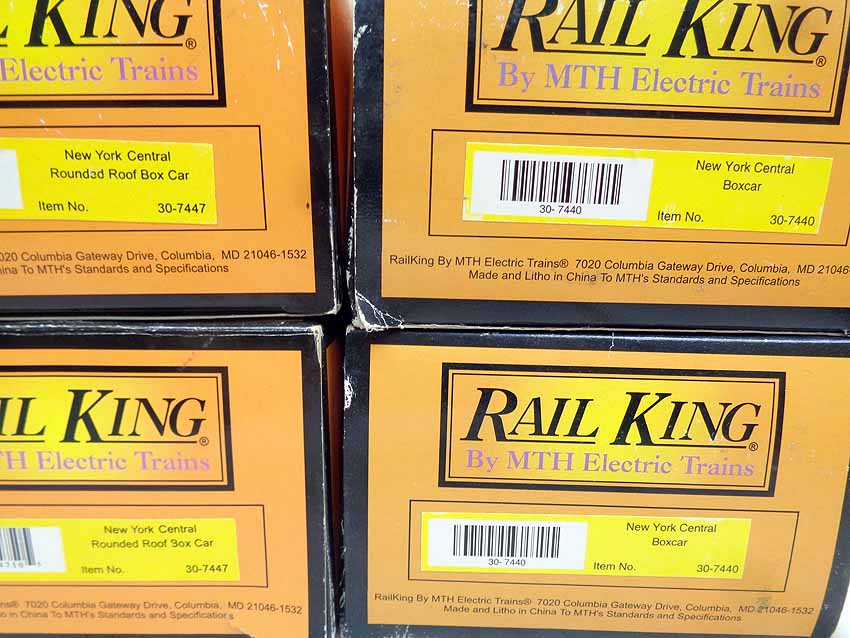 RAIL KING®
Electric Trains
New York Central
Rounded Roof Box Car
Item No. 30-7447
7020 Columbia Gateway Drive, Columbia, MD 21046-1532
China To MTH's Standards and Specifications
RAIL KING®
By MTH Electric Trains
New York Central
Boxcar
30-7440
Item No. 30-7440
RailKing By MTH Electric Trains® 7020 Columbia Gateway Drive, Columbia, MD 21046-
Made and Litho in China To MTH's Standards and Specifications
RAIL KING®
MTH Electric Trains
New York Central
Rounded Roof Box Car
Item No. 30-7447
Trains® 7020 Columbia Gateway Drive, Columbia, MD 21046-1532
in China To MTH's Standards and Specifications
RAIL KING®
By MTH Electric Trains
New York Central
Boxcar
30-7440
Item No. 30-7440
RailKing By MTH Electric Trains® 7020 Columbia Gateway Drive, Columbia, MD 21046-1532
Made and Litho in China To MTH's Standards and Specifications